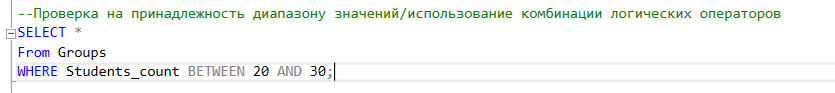 --Проверка на принадлежность диапазону значений/использование комбинации логических операторов
SELECT *
From Groups
WHERE Students_count BETWEEN 20 AND 30;